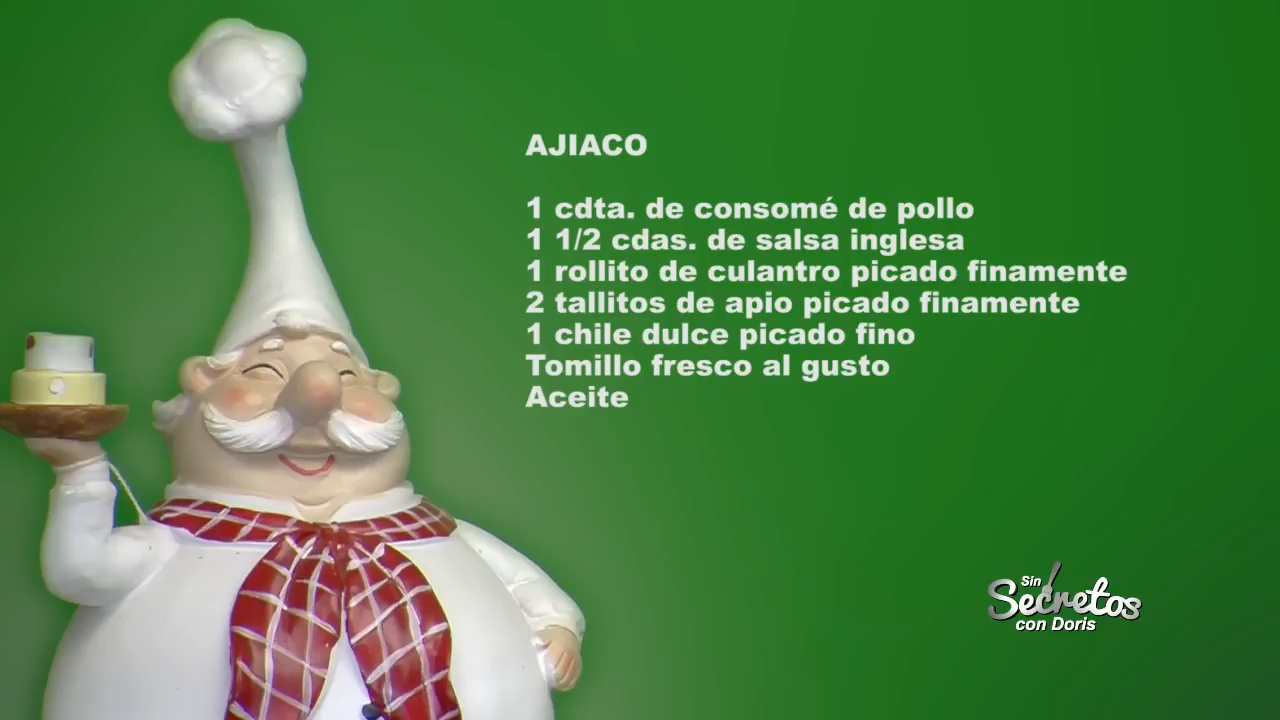 AJIACO
1 cdta. de consomé de pollo
1 1/2 cdas. de salsa inglesa
1 rollito de culantro picado finamente
2 tallitos de apio picado finamente
1 chile dulce picado fino
Tomillo fresco al gusto
Aceite
Sin
Secretos
con Doris